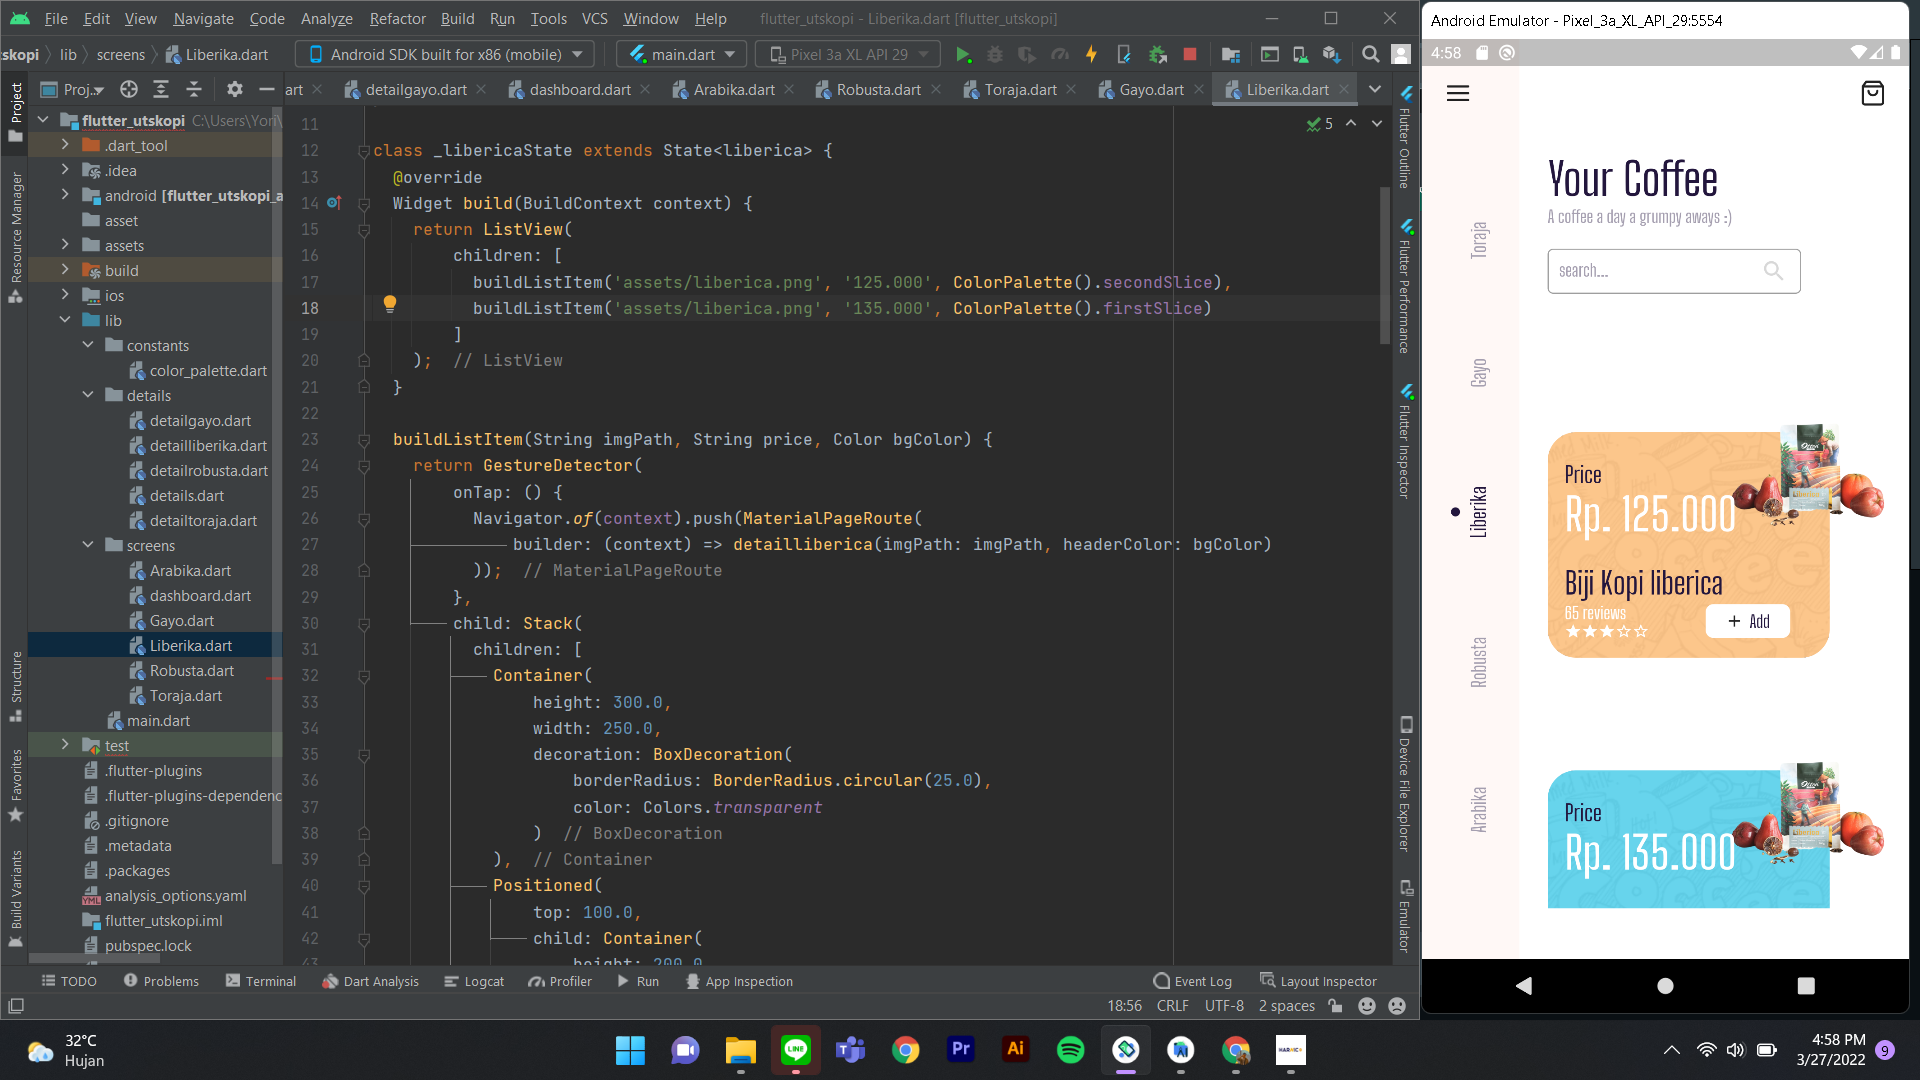 File Edit View Navigate Code Analyze Refactor Build Run Tools VCS Window Help flutter_utskopi - Liberika.dart [flutter_utskopi]
skopi lib screens Liberika.dart Android SDK built for x86 (mobile) main.dart Pixel 3a XL API 29
Proj.. art detailgayo.dart dashboard.dart Arabika.dart Robusta.dart Toraja.dart Gayo.dart Liberika.dart
Project
Resource Manager
Structure
Favorites
Build Variants
flutter_utskopi C:\Users\Yori\
.dart_tool
.idea
android [flutter_utskopi_a
asset
assets
build
ios
lib
constants
color_palette.dart
details
detailgayo.dart
detailliberika.dart
detailrobusta.dart
details.dart
detailtoraja.dart
screens
Arabika.dart
dashboard.dart
Gayo.dart
Liberika.dart
Robusta.dart
Toraja.dart
main.dart
test
.flutter-plugins
.flutter-plugins-dependenc
.gitignore
.metadata
.packages
analysis_options.yaml
flutter_utskopi.iml
pubspec.lock
5
11
12 class _libericaState extends State<liberica> {
13 @override
14 Widget build(BuildContext context) {
15 return ListView(
16 children: [
17 buildListItem('assets/liberica.png', '125.000', ColorPalette().secondSlice),
18 buildListItem('assets/liberica.png', '135.000', ColorPalette().firstSlice)
19 ]
20 ); // ListView
21 }
22
23 buildListItem(String imgPath, String price, Color bgColor) {
24 return GestureDetector(
25 onTap: () {
26 Navigator.of(context).push(MaterialPageRoute(
27 builder: (context) => detailliberica(imgPath: imgPath, headerColor: bgColor)
28 )); // MaterialPageRoute
29 },
30 child: Stack(
31 children: [
32 Container(
33 height: 300.0,
34 width: 250.0,
35 decoration: BoxDecoration(
36 borderRadius: BorderRadius.circular(25.0),
37 color: Colors.transparent
38 ) // BoxDecoration
39 ), // Container
40 Positioned(
41 top: 100.0,
42 child: Container(
43 height: 200.0
Flutter Outline
Flutter Performance
Flutter Inspector
Device File Explorer
Emulator
TODO Problems Terminal Dart Analysis Logcat Profiler Run App Inspection Event Log Layout Inspector
18:56 CRLF UTF-8 2 spaces
Android Emulator - Pixel_3a_XL_API_29:5554
4:58
Your Coffee
A coffee a day a grumpy aways :)
search...
Toraja
Gayo
Liberika
Robusta
Arabika
Price
Rp. 125.000
Biji Kopi liberica
65 reviews
+ Add
Price
Rp. 135.000
32°C
Hujan
LINE
Pr
Ai
4:58 PM
3/27/2022
9